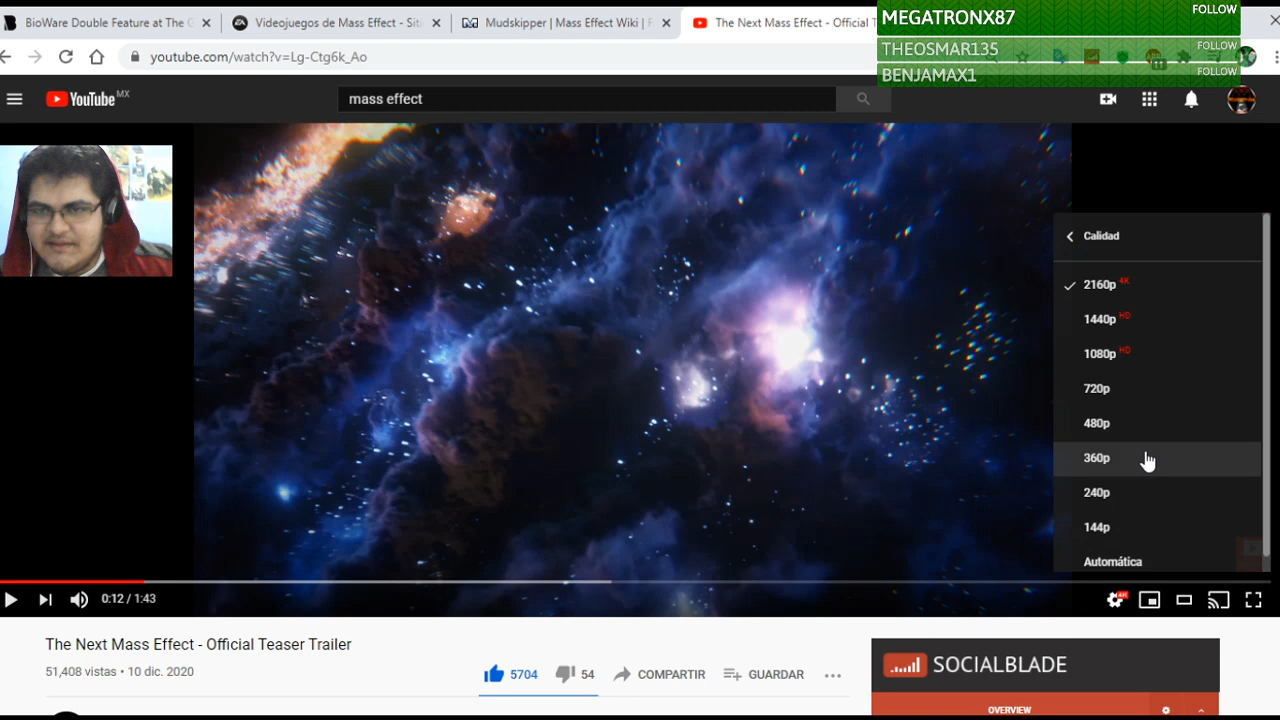 BioWare Double Feature at The G
Videojuegos de Mass Effect - Siti
Mudskipper | Mass Effect Wiki | F
The Next Mass Effect - Official T
MEGATRONX87 FOLLOW
THEOSMAR135 FOLLOW
BENJAMAX1 FOLLOW
youtube.com/watch?v=Lg-Ctg6k_Ao
YouTube MX
mass effect
Calidad
2160p 4K
1440p HD
1080p HD
720p
480p
360p
240p
144p
Automática
0:12 / 1:43
4K
The Next Mass Effect - Official Teaser Trailer
51,408 vistas • 10 dic. 2020
5704
54
COMPARTIR
GUARDAR
SOCIALBLADE
OVERVIEW